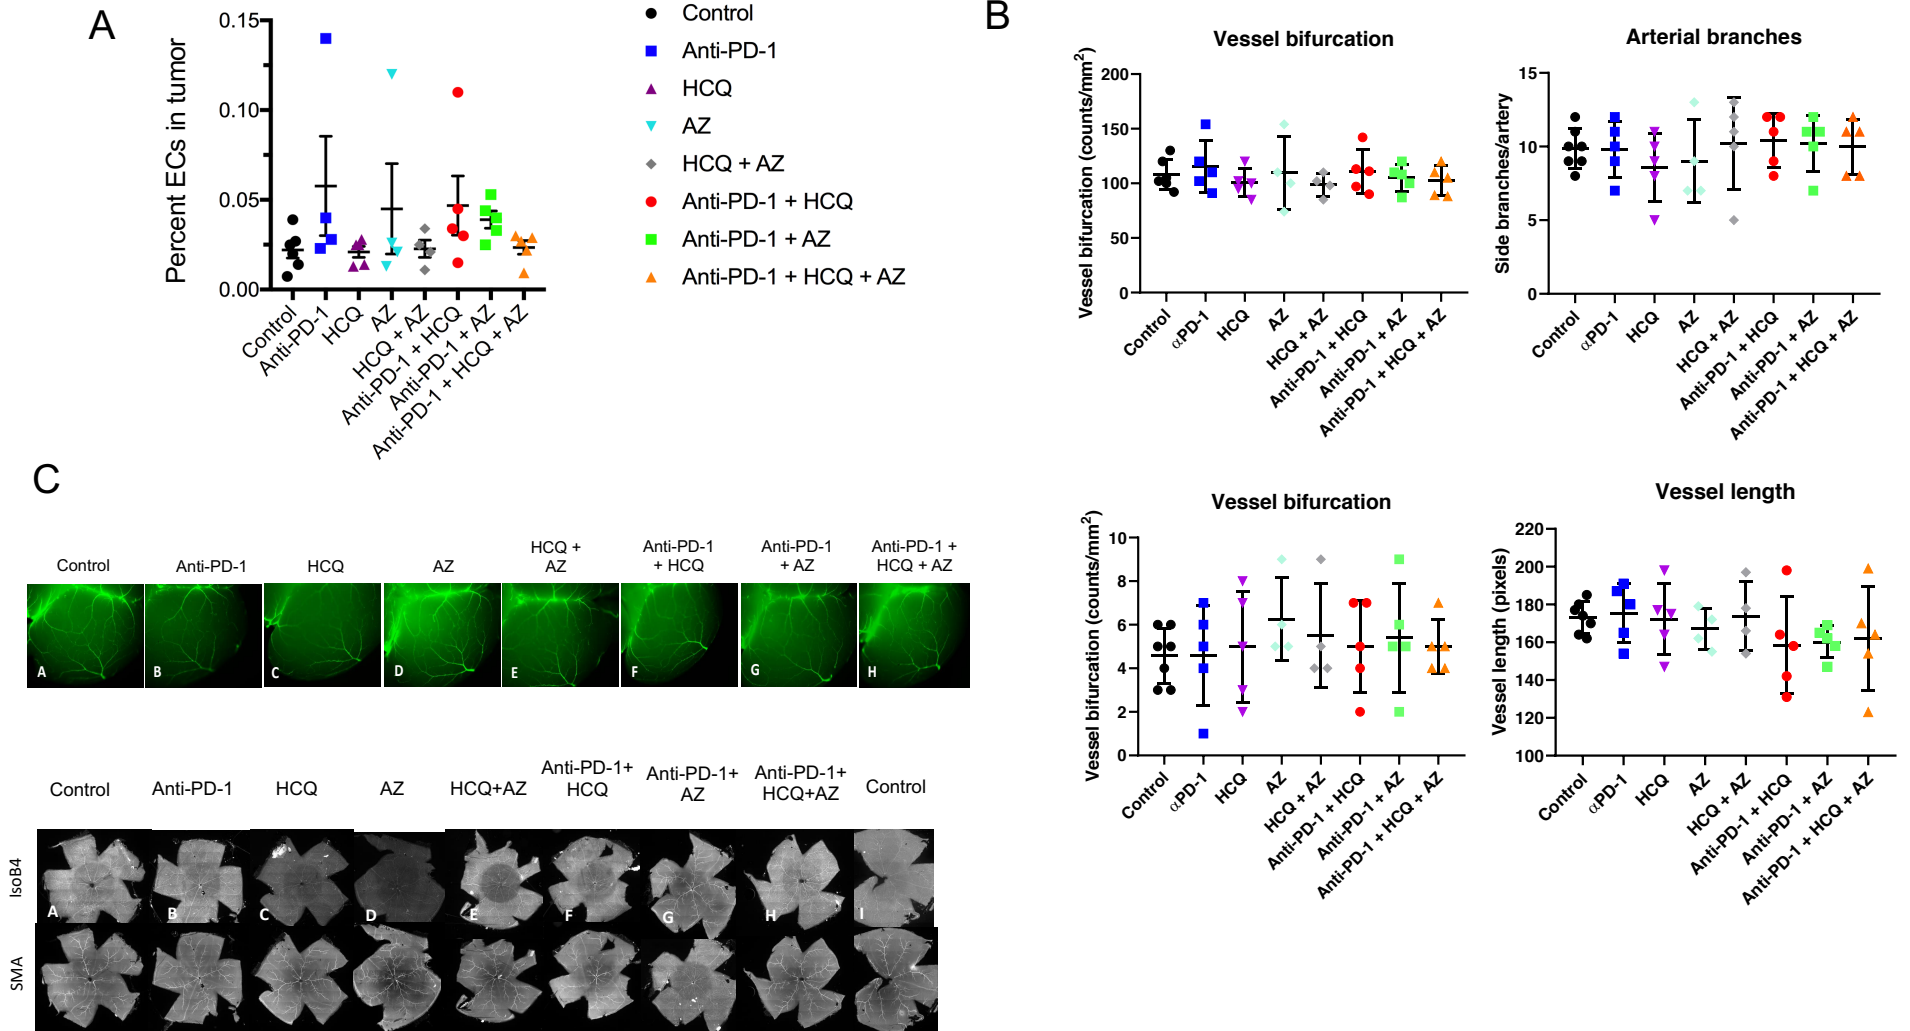 A
Percent ECs in tumor
0.15
0.10
0.05
0.00
Control
Anti-PD-1
HCQ
AZ
HCQ + AZ
Anti-PD-1 + HCQ
Anti-PD-1 + AZ
Anti-PD-1 + HCQ + AZ
Control
Anti-PD-1
HCQ
AZ
HCQ + AZ
Anti-PD-1 + HCQ
Anti-PD-1 + AZ
Anti-PD-1 + HCQ + AZ
B
Vessel bifurcation
Vessel bifurcation (counts/mm²)
200
150
100
50
0
Control
αPD-1
HCQ
AZ
HCQ + AZ
Anti-PD-1 + HCQ
Anti-PD-1 + AZ
Anti-PD-1 + HCQ + AZ
Arterial branches
Side branches/artery
15
10
5
0
Control
αPD-1
HCQ
AZ
HCQ + AZ
Anti-PD-1 + HCQ
Anti-PD-1 + AZ
Anti-PD-1 + HCQ + AZ
Vessel bifurcation
Vessel bifurcation (counts/mm²)
10
8
6
4
2
0
Control
αPD-1
HCQ
AZ
HCQ + AZ
Anti-PD-1 + HCQ
Anti-PD-1 + AZ
Anti-PD-1 + HCQ + AZ
Vessel length
Vessel length (pixels)
220
200
180
160
140
120
100
Control
αPD-1
HCQ
AZ
HCQ + AZ
Anti-PD-1 + HCQ
Anti-PD-1 + AZ
Anti-PD-1 + HCQ + AZ
C
Control
Anti-PD-1
HCQ
AZ
HCQ +
AZ
Anti-PD-1
+ HCQ
Anti-PD-1
+ AZ
Anti-PD-1 +
HCQ + AZ
A
B
C
D
E
F
G
H
Control
Anti-PD-1
HCQ
AZ
HCQ+AZ
Anti-PD-1+
HCQ
Anti-PD-1+
AZ
Anti-PD-1+
HCQ+AZ
Control
IsoB4
A
B
C
D
E
F
G
H
I
SMA